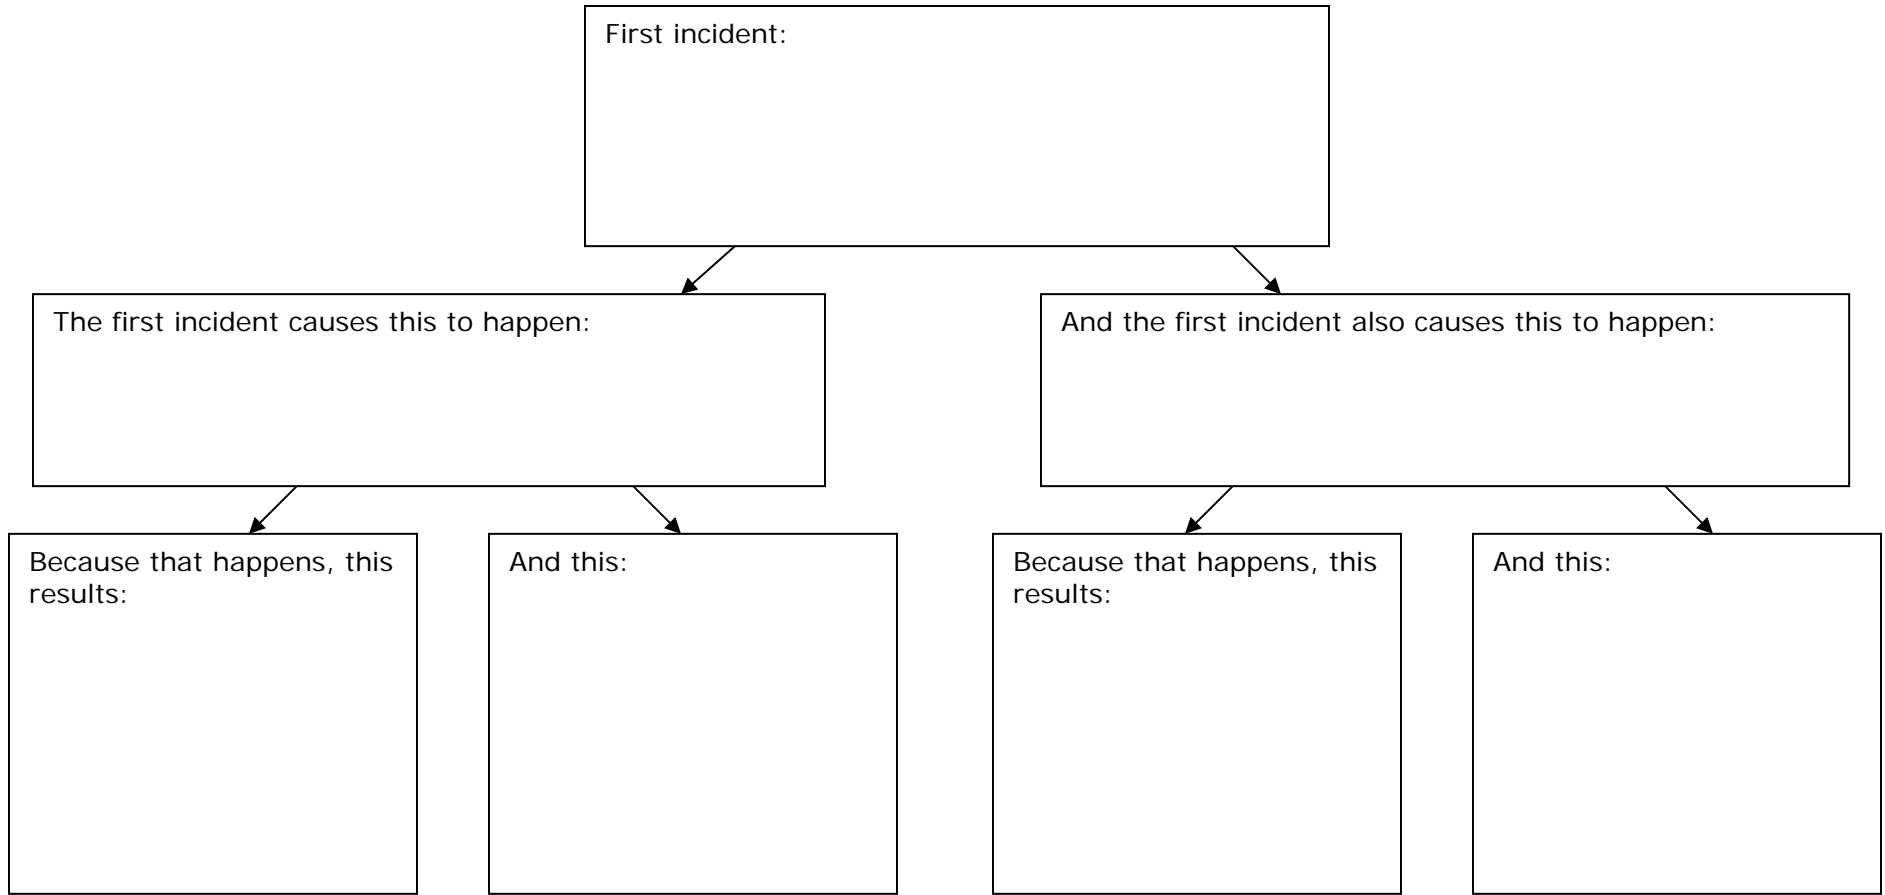 First incident:
The first incident causes this to happen:
And the first incident also causes this to happen:
Because that happens, this
results:
And this:
Because that happens, this
results:
And this: